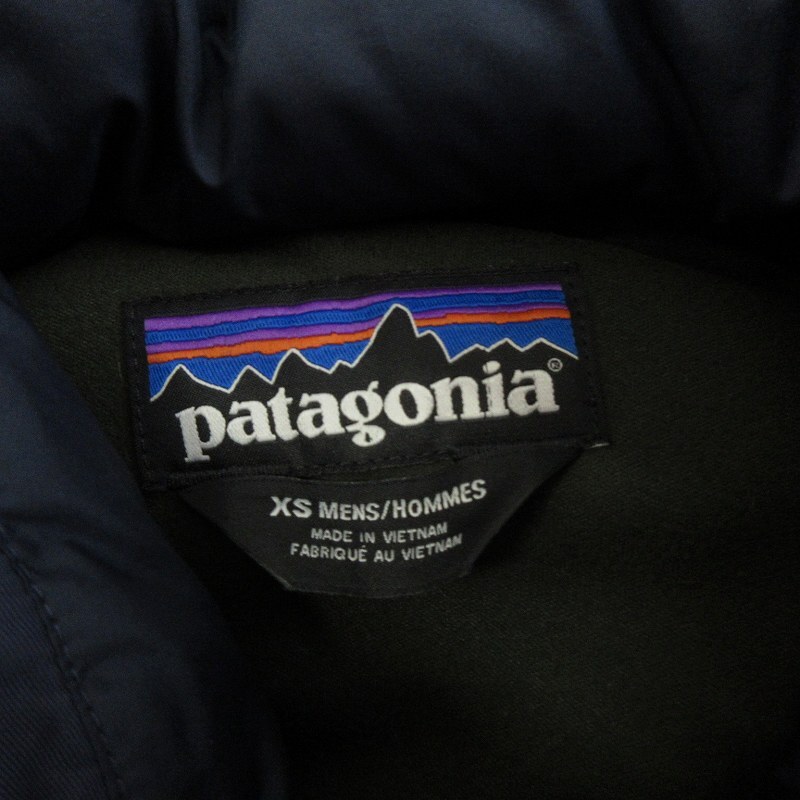 patagonia®
XS MENS/HOMMES
MADE IN VIETNAM
FABRIQUÉ AU VIETNAM